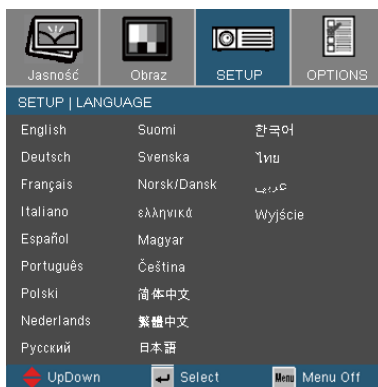 Jasność Obraz SETUP OPTIONS
SETUP | LANGUAGE
English Suomi 한국어
Deutsch Svenska ไทย
Français Norsk/Dansk عربي
Italiano ελληνικά Wyjście
Español Magyar
Português Čeština
Polski 简体中文
Nederlands 繁體中文
Русский 日本語
UpDown Select Menu Menu Off